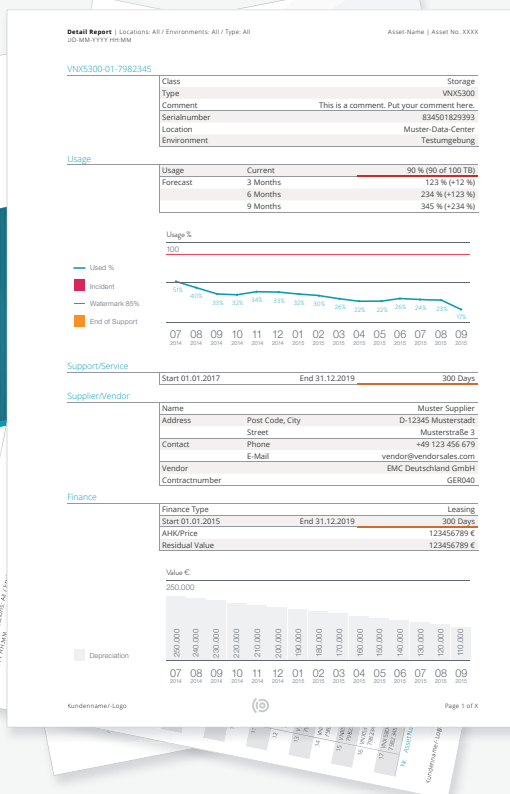 Detail Report | Locations: All / Environments: All / Type: All
Asset-Name | Asset No. XXXX
DD-MM-YYYY HH:MM
VNX5300-01-7982345
Class Storage
Type VNX5300
Comment This is a comment. Put your comment here.
Serialnumber 834501829393
Location Muster-Data-Center
Environment Testumgebung
Usage
Usage Current 90 % (90 of 100 TB)
Forecast 3 Months 123 % (+12 %)
6 Months 234 % (+123 %)
9 Months 345 % (+234 %)
Usage %
100
Used %
Incident
Watermark 85%
End of Support
51% 40% 33% 32% 34% 33% 32% 30% 26% 22% 22% 26% 24% 23% 17%
07 08 09 10 11 12 01 02 03 04 05 06 07 08 09
2014 2014 2014 2014 2014 2014 2015 2015 2015 2015 2015 2015 2015 2015 2015
Support/Service
Start 01.01.2017 End 31.12.2019 300 Days
Supplier/Vendor
Name Muster Supplier
Address Post Code, City D-12345 Musterstadt
Street Musterstraße 3
Contact Phone +49 123 456 679
E-Mail vendor@vendorsales.com
Vendor EMC Deutschland GmbH
Contractnumber GER040
Finance
Finance Type Leasing
Start 01.01.2015 End 31.12.2019 300 Days
AHK/Price 123456789 €
Residual Value 123456789 €
Value €
250.000
Depreciation
250.000 240.000 230.000 220.000 210.000 200.000 190.000 180.000 170.000 160.000 150.000 140.000 130.000 120.000 110.000
07 08 09 10 11 12 01 02 03 04 05 06 07 08 09
2014 2014 2014 2014 2014 2014 2015 2015 2015 2015 2015 2015 2015 2015 2015
Kundenname/-Logo
Page 1 of X